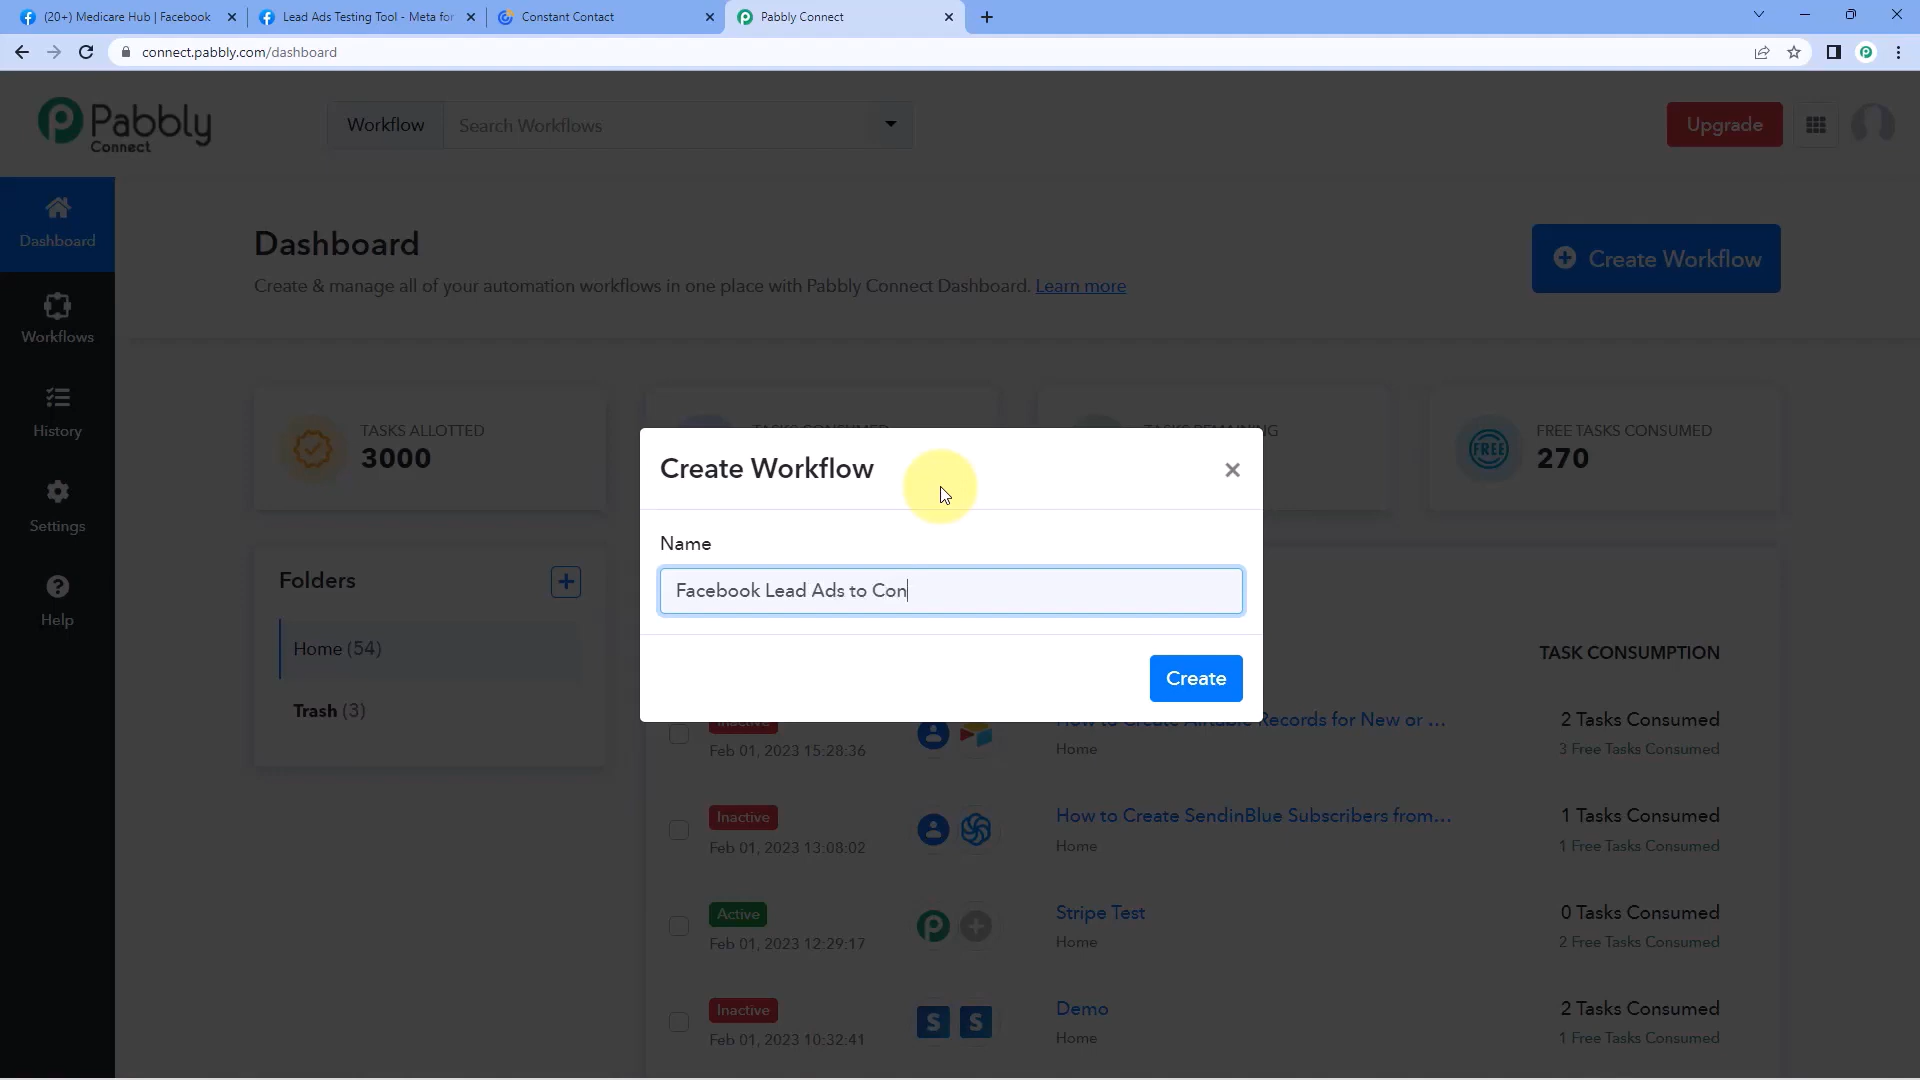 (20+) Medicare Hub | Facebook
Lead Ads Testing Tool - Meta for
Constant Contact
Pabbly Connect
connect.pabbly.com/dashboard
Pabbly
Connect
Workflow
Search Workflows
Upgrade
Dashboard
Workflows
History
Settings
Help
Dashboard
Create & manage all of your automation workflows in one place with Pabbly Connect Dashboard. Learn more
Create Workflow
TASKS ALLOTTED
3000
FREE
FREE TASKS CONSUMED
270
Create Workflow
Name
Facebook Lead Ads to Con
Create
Folders
Home (54)
Trash (3)
TASK CONSUMPTION
Inactive
Feb 01, 2023 15:28:36
How to Create Airtable Records for New or ...
Home
2 Tasks Consumed
3 Free Tasks Consumed
Inactive
Feb 01, 2023 13:08:02
How to Create SendinBlue Subscribers from...
Home
1 Tasks Consumed
1 Free Tasks Consumed
Active
Feb 01, 2023 12:29:17
Stripe Test
Home
0 Tasks Consumed
2 Free Tasks Consumed
Inactive
Feb 01, 2023 10:32:41
S
S
Demo
Home
2 Tasks Consumed
1 Free Tasks Consumed